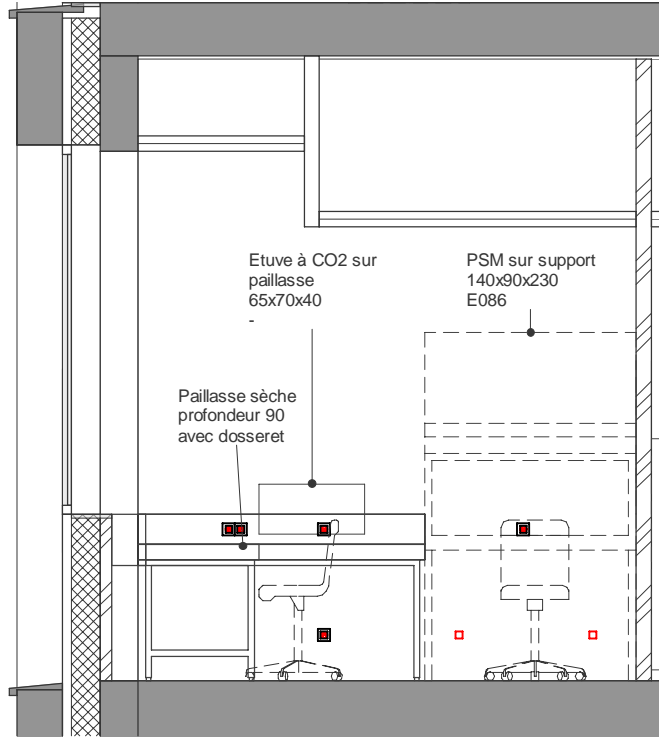 Etuve à CO2 sur
paillasse
65x70x40
-
PSM sur support
140x90x230
E086
Paillasse sèche
profondeur 90
avec dosseret